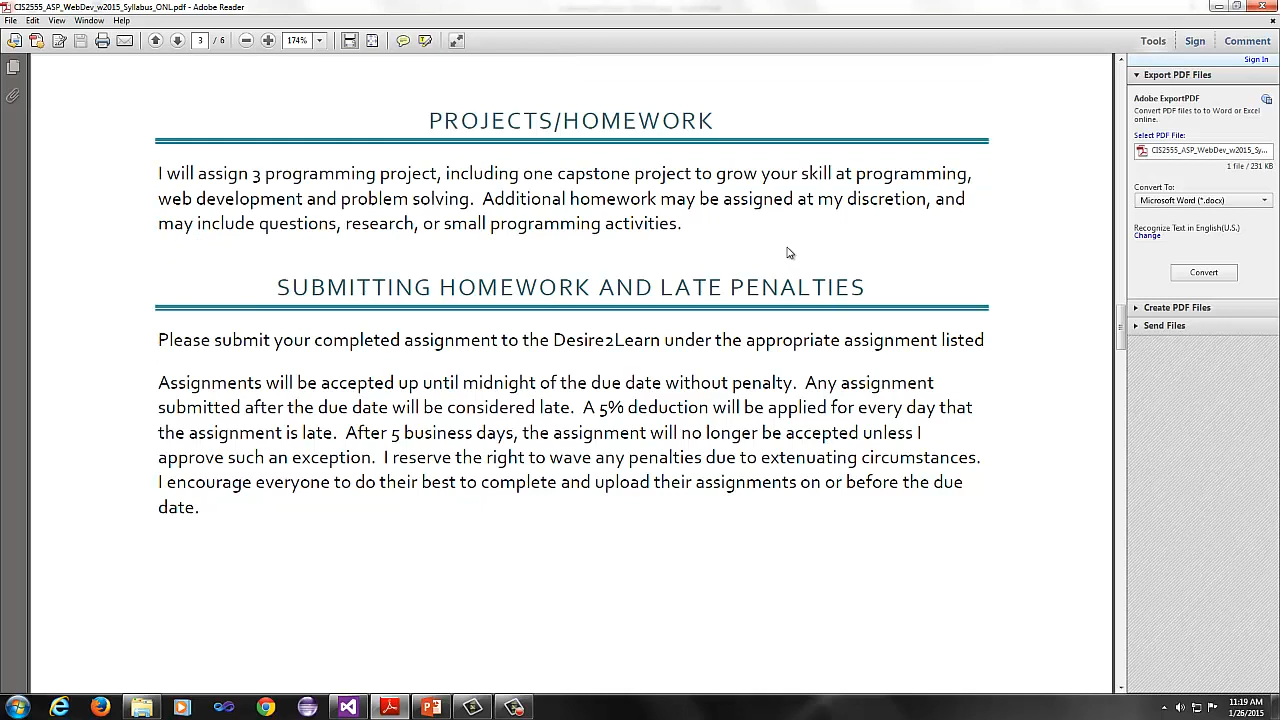 CIS2555_ASP_WebDev_w2015_Syllabus_ONL.pdf - Adobe Reader
File Edit View Window Help
3 / 6 174% Tools Sign Comment
Sign In
Export PDF Files
Adobe ExportPDF
Convert PDF files to to Word or Excel
online.
Select PDF File:
CIS2555_ASP_WebDev_w2015_Sy...
1 file / 231 KB
Convert To:
Microsoft Word (*.docx)
Recognize Text in English(U.S.)
Change
Convert
Create PDF Files
Send Files
PROJECTS/HOMEWORK
I will assign 3 programming project, including one capstone project to grow your skill at programming,
web development and problem solving.  Additional homework may be assigned at my discretion, and
may include questions, research, or small programming activities.
SUBMITTING HOMEWORK AND LATE PENALTIES
Please submit your completed assignment to the Desire2Learn under the appropriate assignment listed
Assignments will be accepted up until midnight of the due date without penalty.  Any assignment
submitted after the due date will be considered late.  A 5% deduction will be applied for every day that
the assignment is late.  After 5 business days, the assignment will no longer be accepted unless I
approve such an exception.  I reserve the right to wave any penalties due to extenuating circumstances.
I encourage everyone to do their best to complete and upload their assignments on or before the due
date.
11:19 AM
1/26/2015